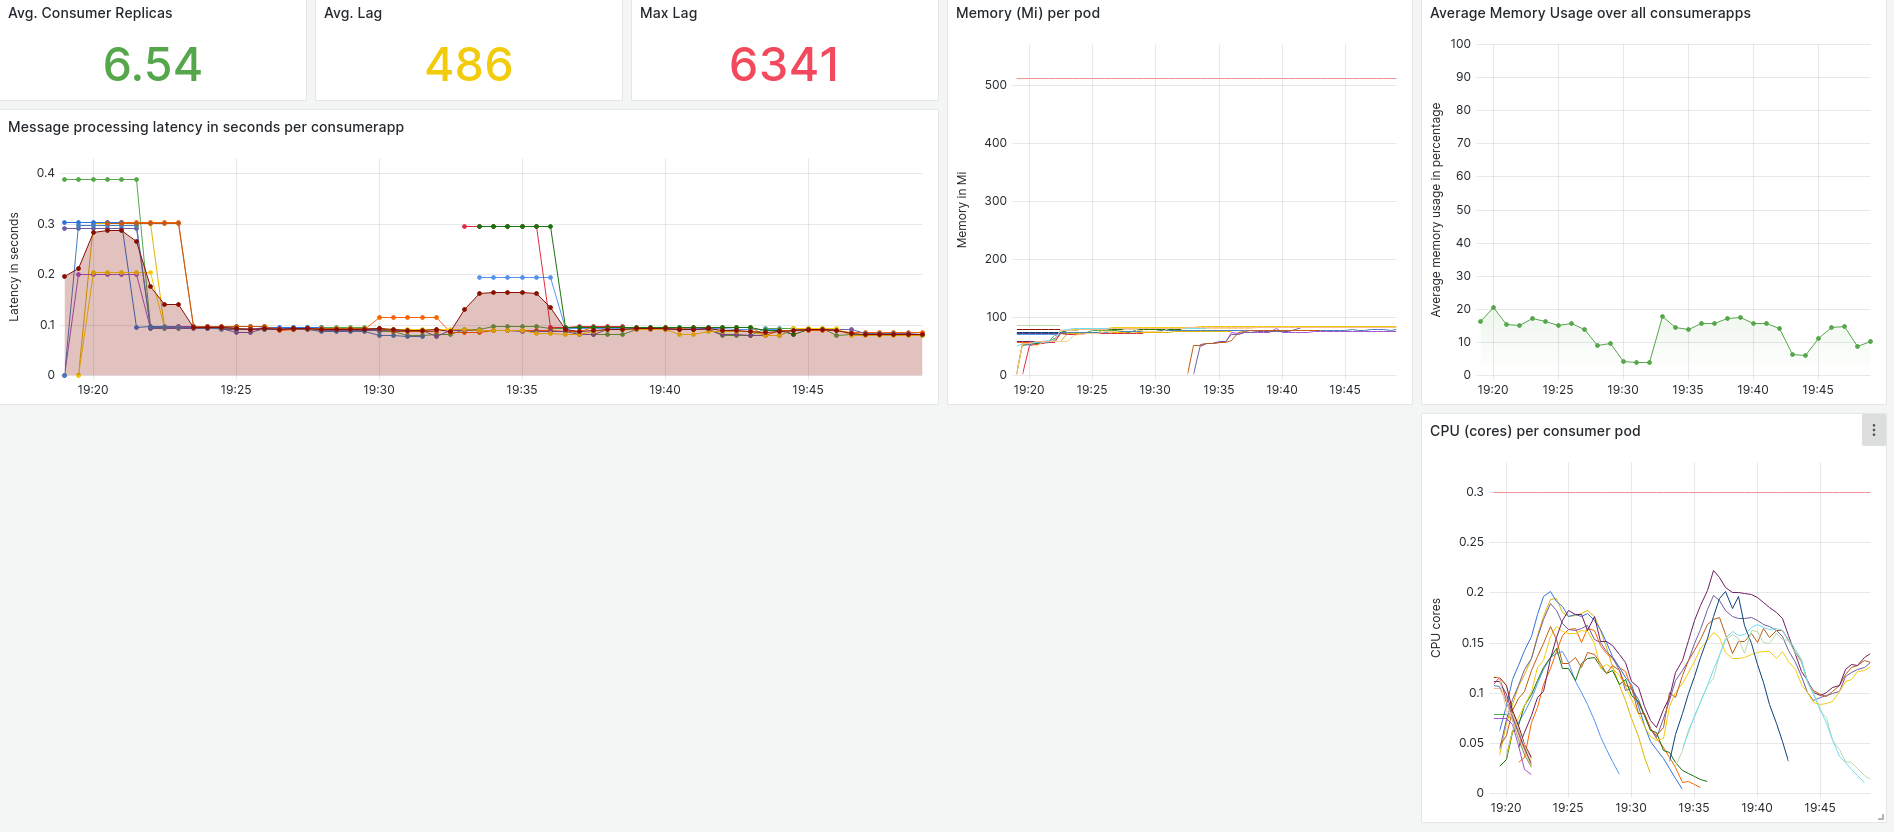 Avg. Consumer Replicas
6.54
Avg. Lag
486
Max Lag
6341
Message processing latency in seconds per consumerapp
Latency in seconds
0.4
0.3
0.2
0.1
0
19:20 19:25 19:30 19:35 19:40 19:45
Memory (Mi) per pod
Memory in Mi
500
400
300
200
100
0
19:20 19:25 19:30 19:35 19:40 19:45
Average Memory Usage over all consumerapps
Average memory usage in percentage
100
90
80
70
60
50
40
30
20
10
0
19:20 19:25 19:30 19:35 19:40 19:45
CPU (cores) per consumer pod
CPU cores
0.3
0.25
0.2
0.15
0.1
0.05
0
19:20 19:25 19:30 19:35 19:40 19:45